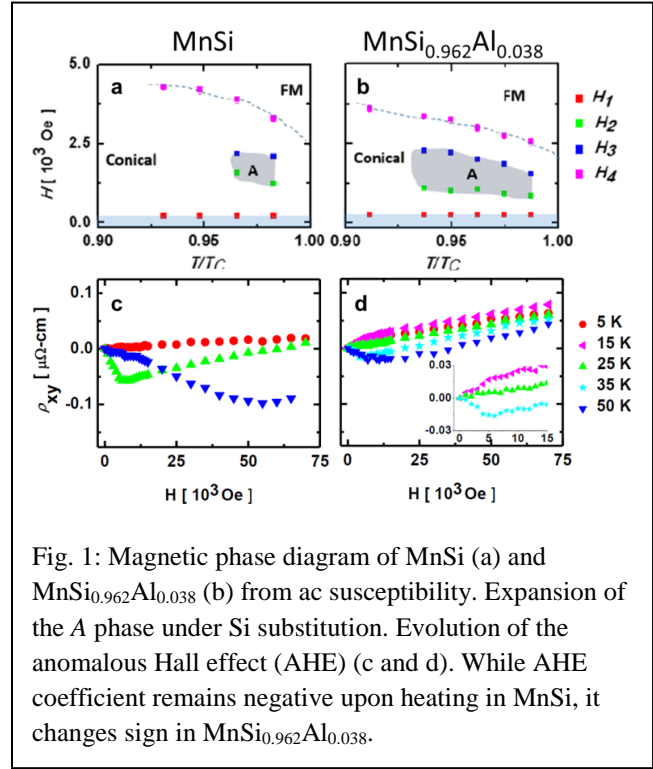 MnSi
MnSi0.962Al0.038
5.0
2.5
0.0
H [ 10³ Oe ]
a
FM
Conical
A
0.90
0.95
1.00
T/TC
b
FM
Conical
A
0.90
0.95
1.00
T/TC
H1
H2
H3
H4
0.1
0.0
-0.1
ρxy [ μΩ-cm ]
c
0
25
50
75
H [ 10³ Oe ]
d
0.03
0.00
-0.03
0
5
10
15
0
25
50
75
H [ 10³ Oe ]
5 K
15 K
25 K
35 K
50 K
Fig. 1: Magnetic phase diagram of MnSi (a) and
MnSi0.962Al0.038 (b) from ac susceptibility. Expansion of
the A phase under Si substitution. Evolution of the
anomalous Hall effect (AHE) (c and d). While AHE
coefficient remains negative upon heating in MnSi, it
changes sign in MnSi0.962Al0.038.